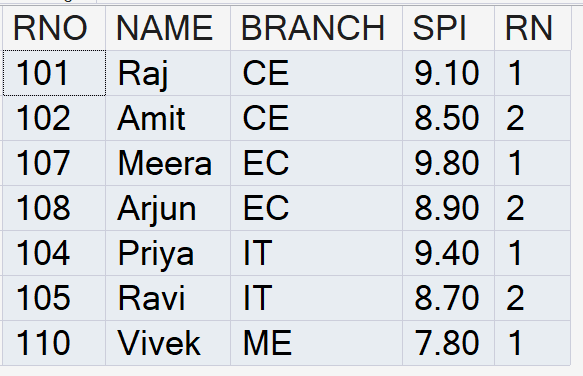 RNO NAME BRANCH SPI RN
101 Raj CE 9.10 1
102 Amit CE 8.50 2
107 Meera EC 9.80 1
108 Arjun EC 8.90 2
104 Priya IT 9.40 1
105 Ravi IT 8.70 2
110 Vivek ME 7.80 1